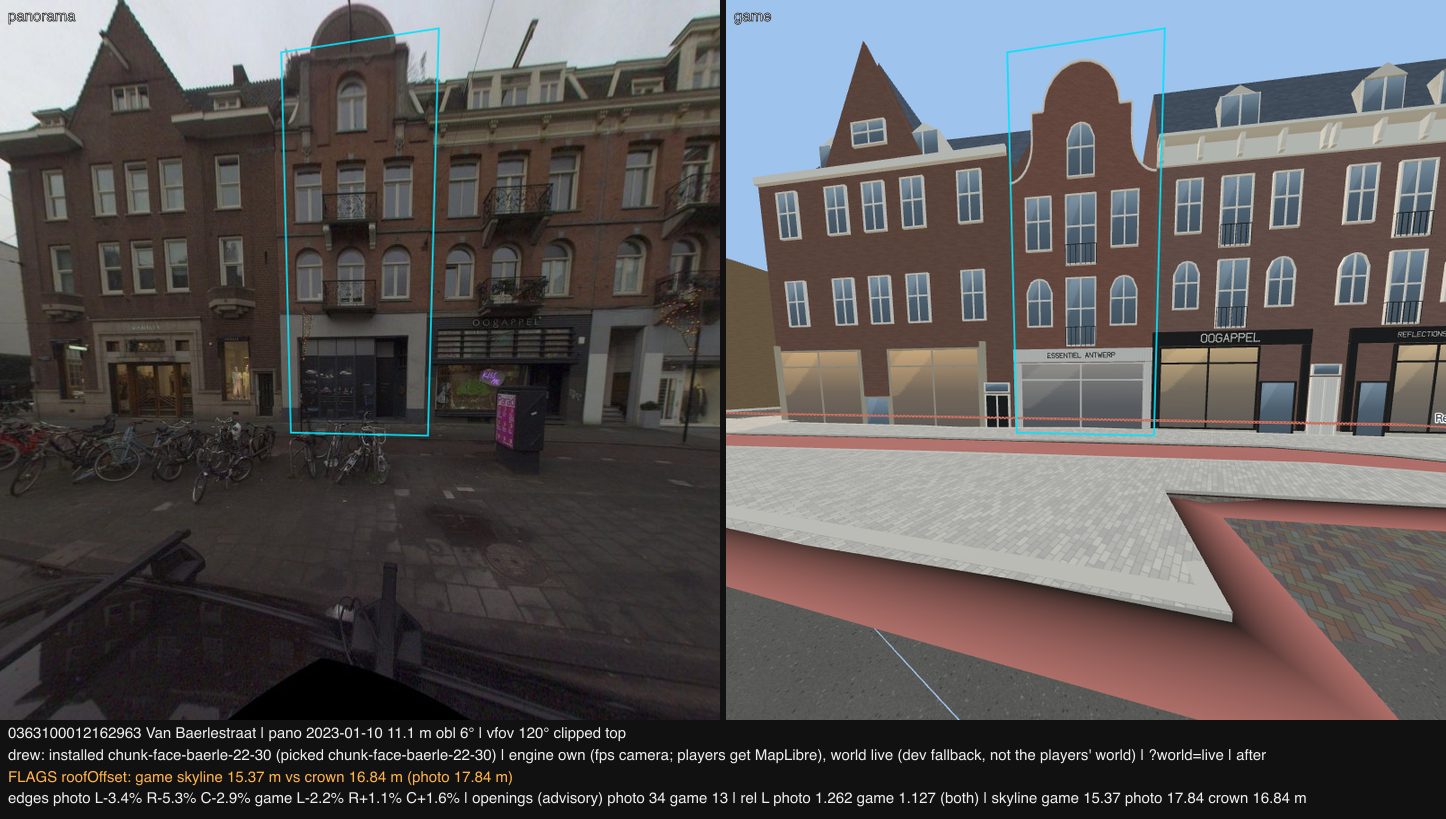 panorama
game
OOGAPPEL
OOGAPPEL
REFLECTIONS
ESSENTIEL ANTWERP
0363100012162963 Van Baerlestraat | pano 2023-01-10 11.1 m obl 6° | vfov 120° clipped top
drew: installed chunk-face-baerle-22-30 (picked chunk-face-baerle-22-30) | engine own (fps camera; players get MapLibre), world live (dev fallback, not the players' world) | ?world=live | after
FLAGS roofOffset: game skyline 15.37 m vs crown 16.84 m (photo 17.84 m)
edges photo L-3.4% R-5.3% C-2.9% game L-2.2% R+1.1% C+1.6% | openings (advisory) photo 34 game 13 | rel L photo 1.262 game 1.127 (both) | skyline game 15.37 photo 17.84 crown 16.84 m